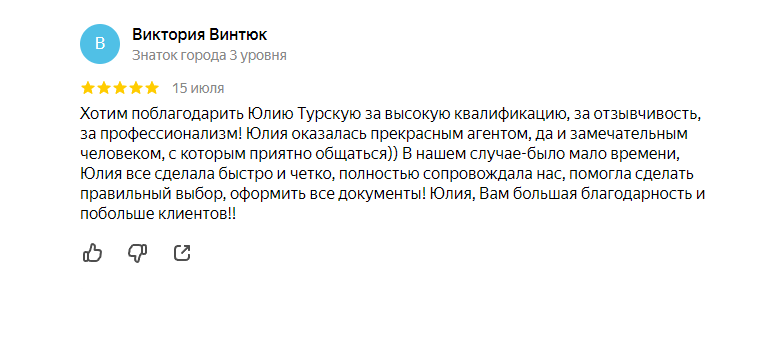 В
Виктория Винтюк
Знаток города 3 уровня
15 июля
Хотим поблагодарить Юлию Турскую за высокую квалификацию, за отзывчивость,
за профессионализм! Юлия оказалась прекрасным агентом, да и замечательным
человеком, с которым приятно общаться)) В нашем случае-было мало времени,
Юлия все сделала быстро и четко, полностью сопровождала нас, помогла сделать
правильный выбор, оформить все документы! Юлия, Вам большая благодарность и
побольше клиентов!!